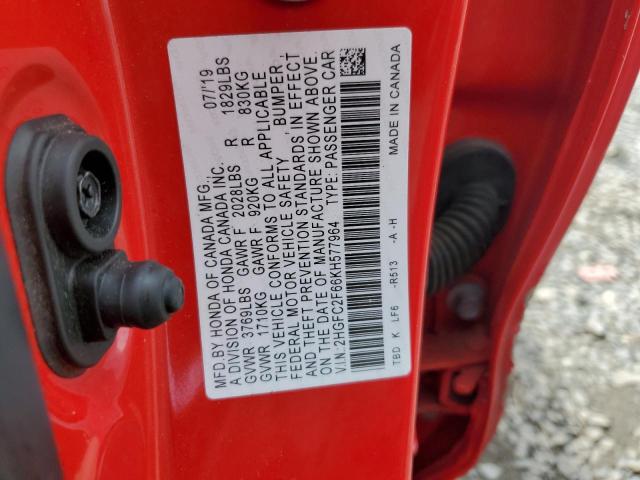 MFD.BY HONDA OF CANADA MFG. 07/'19
A DIVISION OF HONDA CANADA INC.
GVWR 3769LBS GAWR F 2028LBS R 1829LBS
GVWR 1710KG GAWR F 920KG R 830KG
THIS VEHICLE CONFORMS TO ALL APPLICABLE
FEDERAL MOTOR VEHICLE SAFETY , BUMPER,
AND THEFT PREVENTION STANDARDS IN EFFECT
ON THE DATE OF MANUFACTURE SHOWN ABOVE.
V.I.N:2HGFC2F66KH577964 TYPE: PASSENGER CAR
TBD K LF6 -R513 -A -H MADE IN CANADA